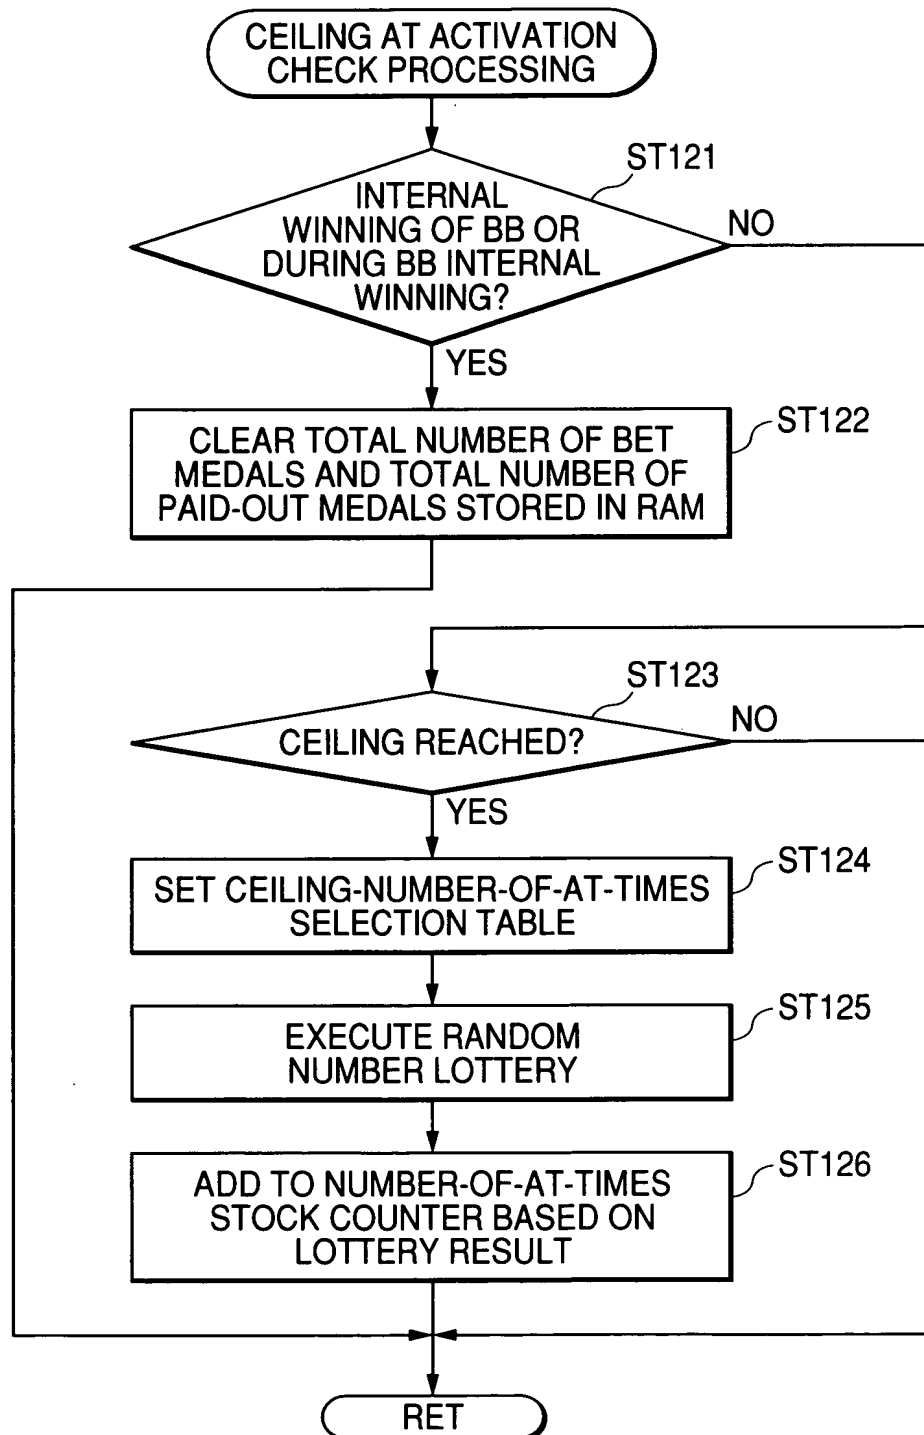 CEILING AT ACTIVATION
CHECK PROCESSING
ST121
INTERNAL
WINNING OF BB OR
DURING BB INTERNAL
WINNING?
NO
YES
ST122
CLEAR TOTAL NUMBER OF BET
MEDALS AND TOTAL NUMBER OF
PAID-OUT MEDALS STORED IN RAM
ST123
CEILING REACHED?
NO
YES
ST124
SET CEILING-NUMBER-OF-AT-TIMES
SELECTION TABLE
ST125
EXECUTE RANDOM
NUMBER LOTTERY
ST126
ADD TO NUMBER-OF-AT-TIMES
STOCK COUNTER BASED ON
LOTTERY RESULT
RET